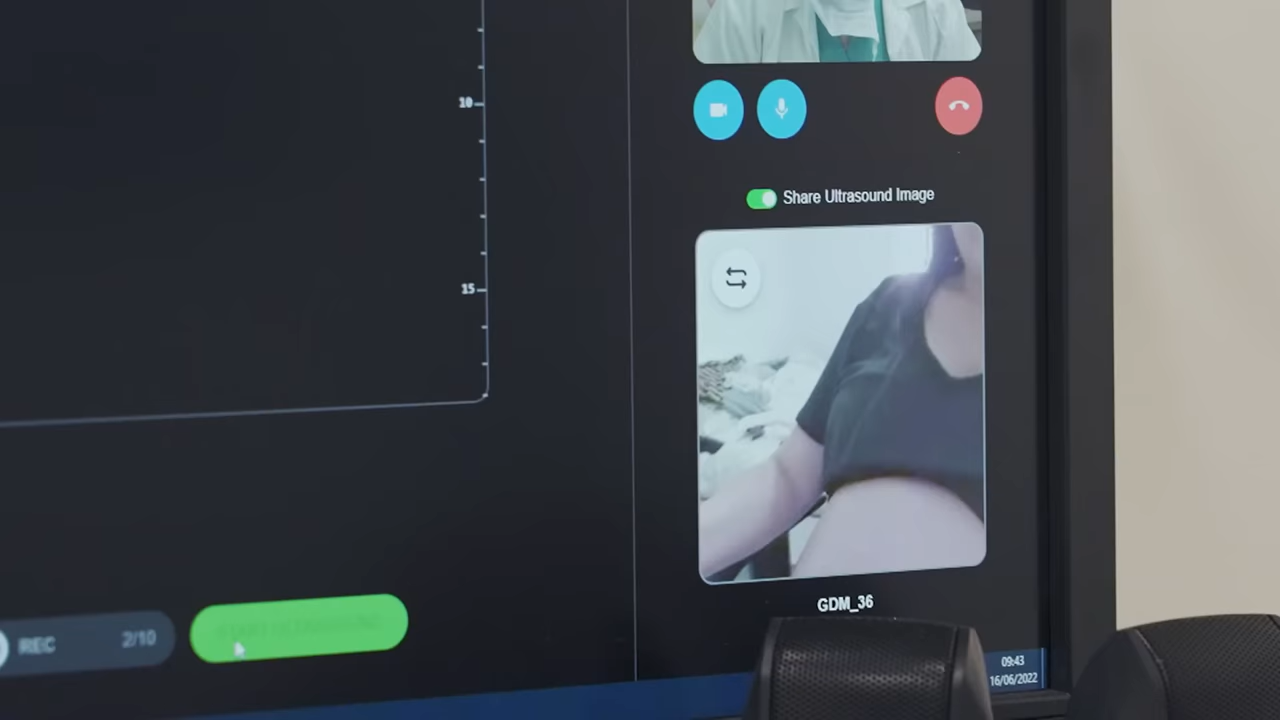 10
Share Ultrasound Image
15
GDM_36
REC 2/10
09:43
16/06/2022